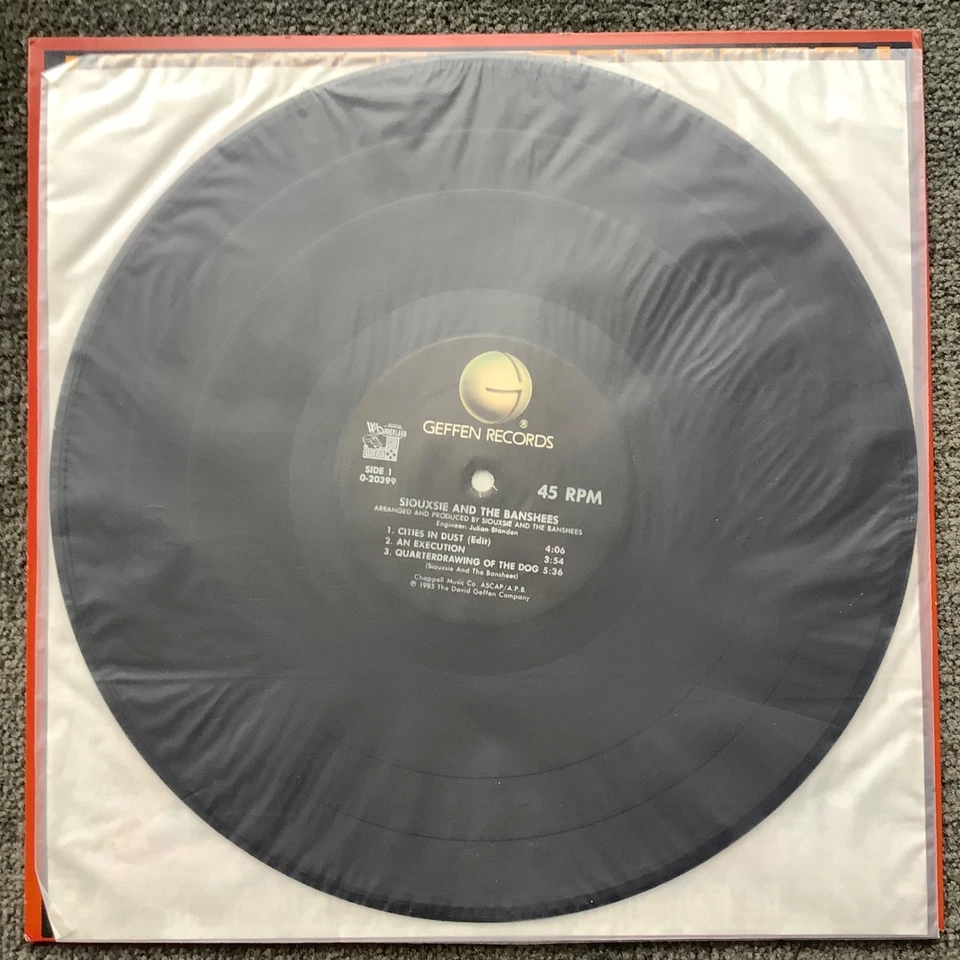 ®
GEFFEN RECORDS
WONDERLAND
SIDE 1
0-20399
45 RPM
SIOUXSIE AND THE BANSHEES
ARRANGED AND PRODUCED BY SIOUXSIE AND THE BANSHEES
Engineer: Julian Standen
1. CITIES IN DUST (Edit) 4:06
2. AN EXECUTION 3:54
3. QUARTERDRAWING OF THE DOG 5:36
(Siouxsie And The Banshees)
Chappell Music Co. ASCAP/A.P.B.
℗ 1985 The David Geffen Company